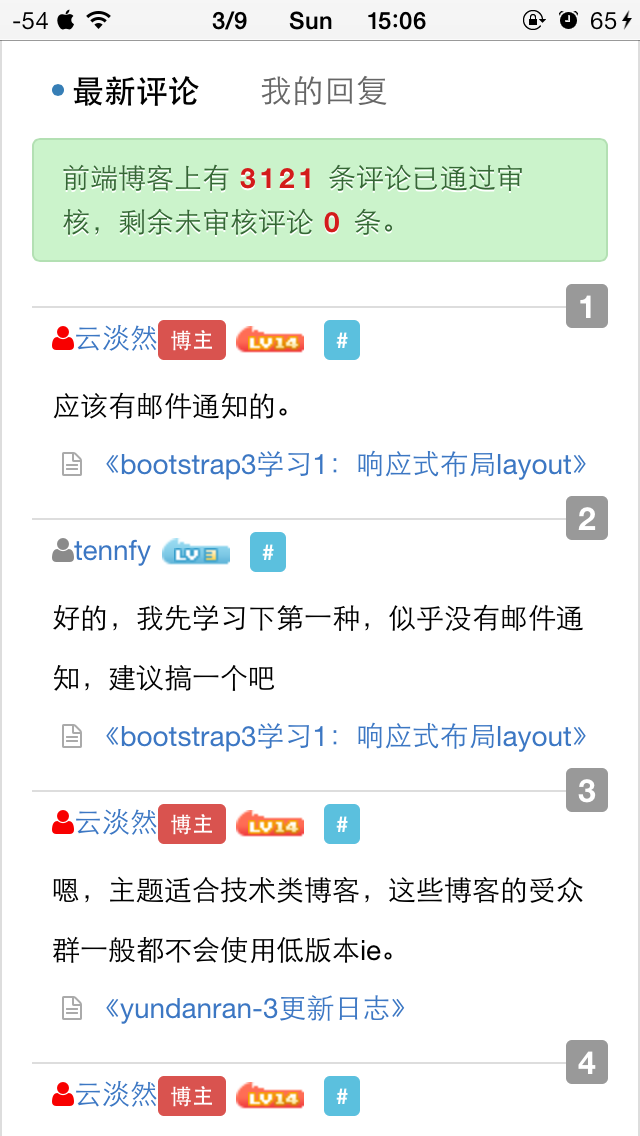 -54 3/9 Sun 15:06 65
最新评论 我的回复
前端博客上有 3121 条评论已通过审
核，剩余未审核评论 0 条。
1
云淡然 博主 LV14 #
应该有邮件通知的。
《bootstrap3学习1：响应式布局layout》
2
tennfy LV3 #
好的，我先学习下第一种，似乎没有邮件通
知，建议搞一个吧
《bootstrap3学习1：响应式布局layout》
3
云淡然 博主 LV14 #
嗯，主题适合技术类博客，这些博客的受众
群一般都不会使用低版本ie。
《yundanran-3更新日志》
4
云淡然 博主 LV14 #